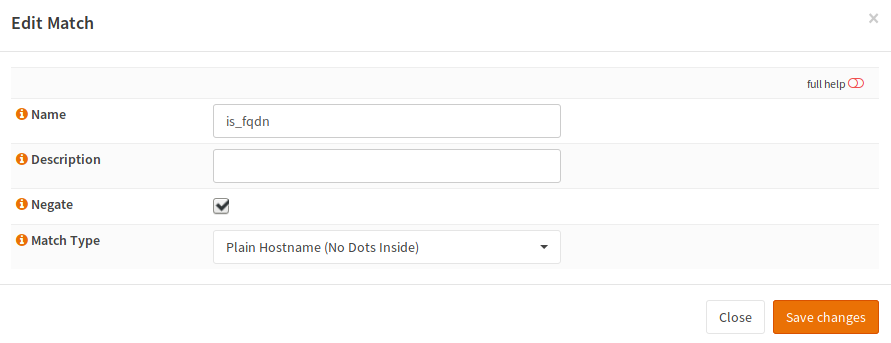 Edit Match
×
full help
Name
is_fqdn
Description
Negate
Match Type
Plain Hostname (No Dots Inside)
Close
Save changes